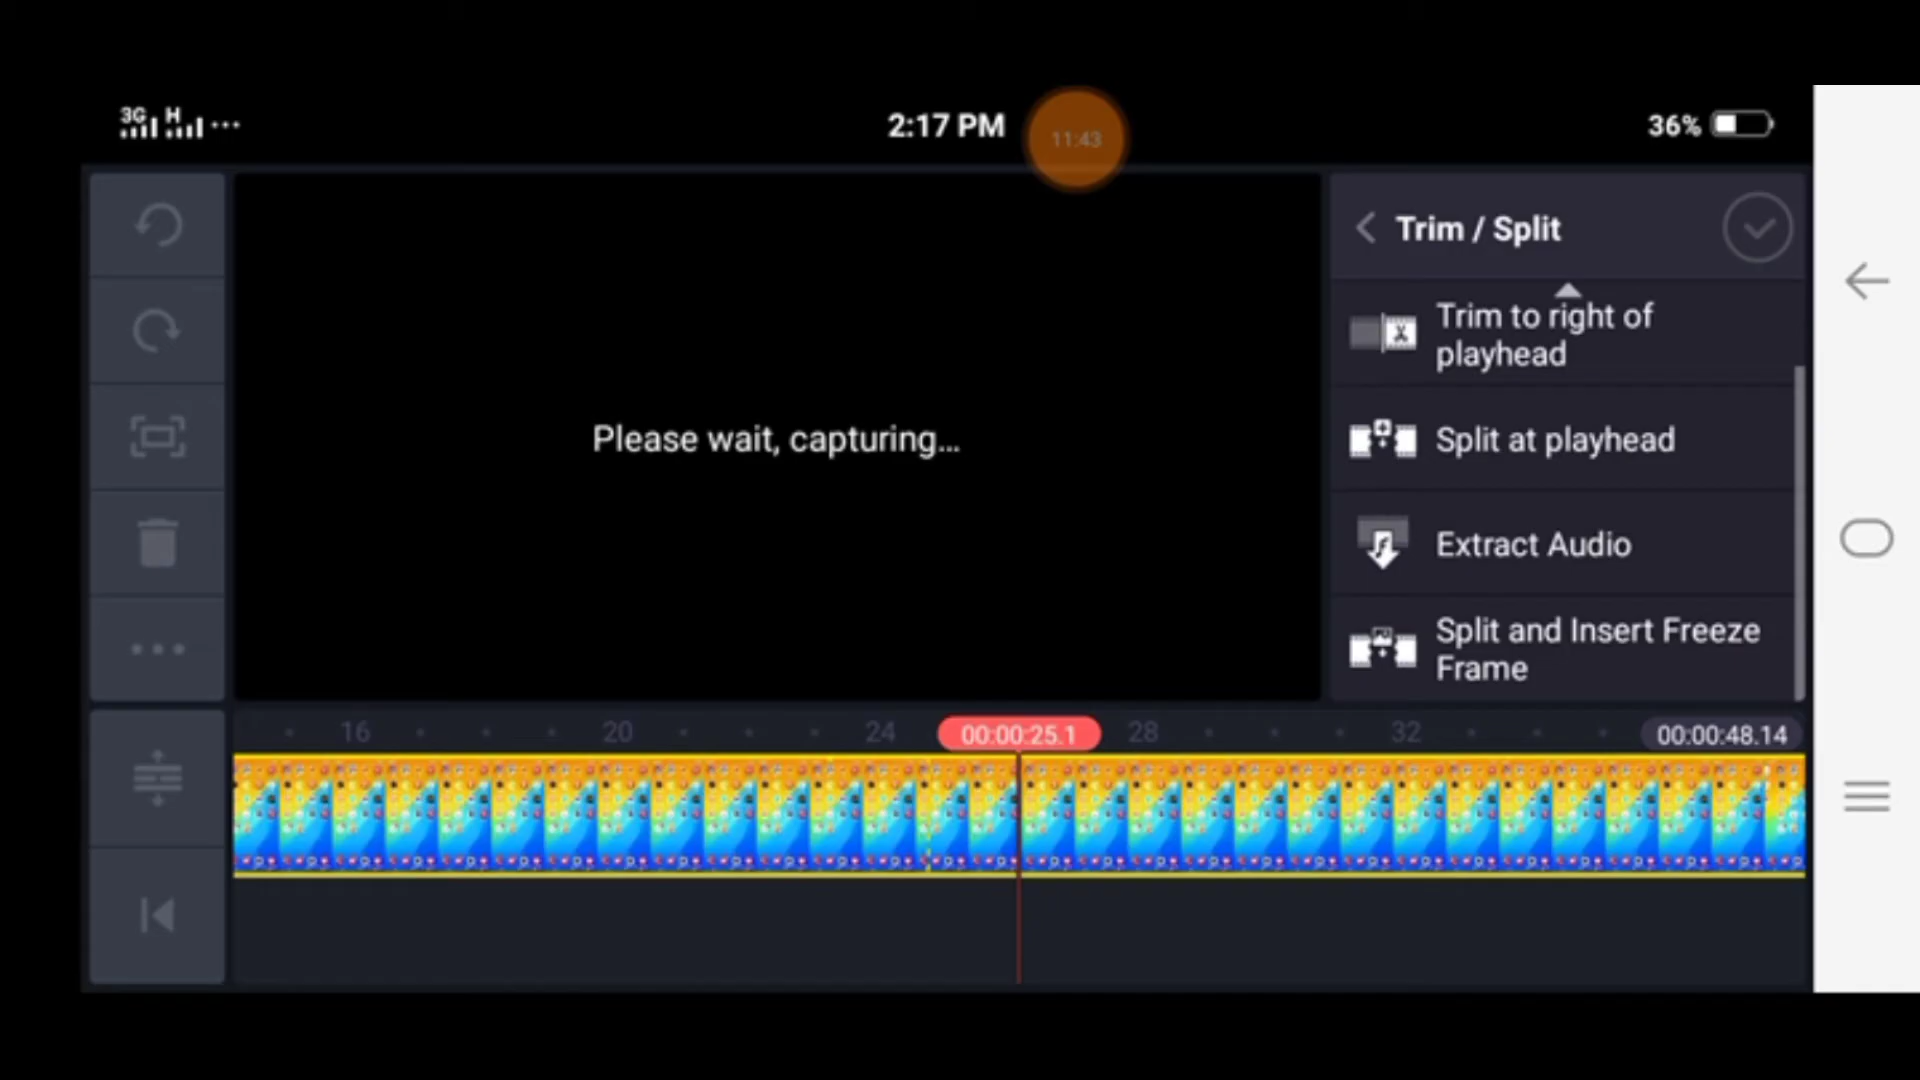 3G H ...
2:17 PM
11:43
36%
Trim / Split
Trim to right of
playhead
Split at playhead
Please wait, capturing...
Extract Audio
Split and Insert Freeze
Frame
16 20 24 00:00:25.1 28 32 00:00:48.14